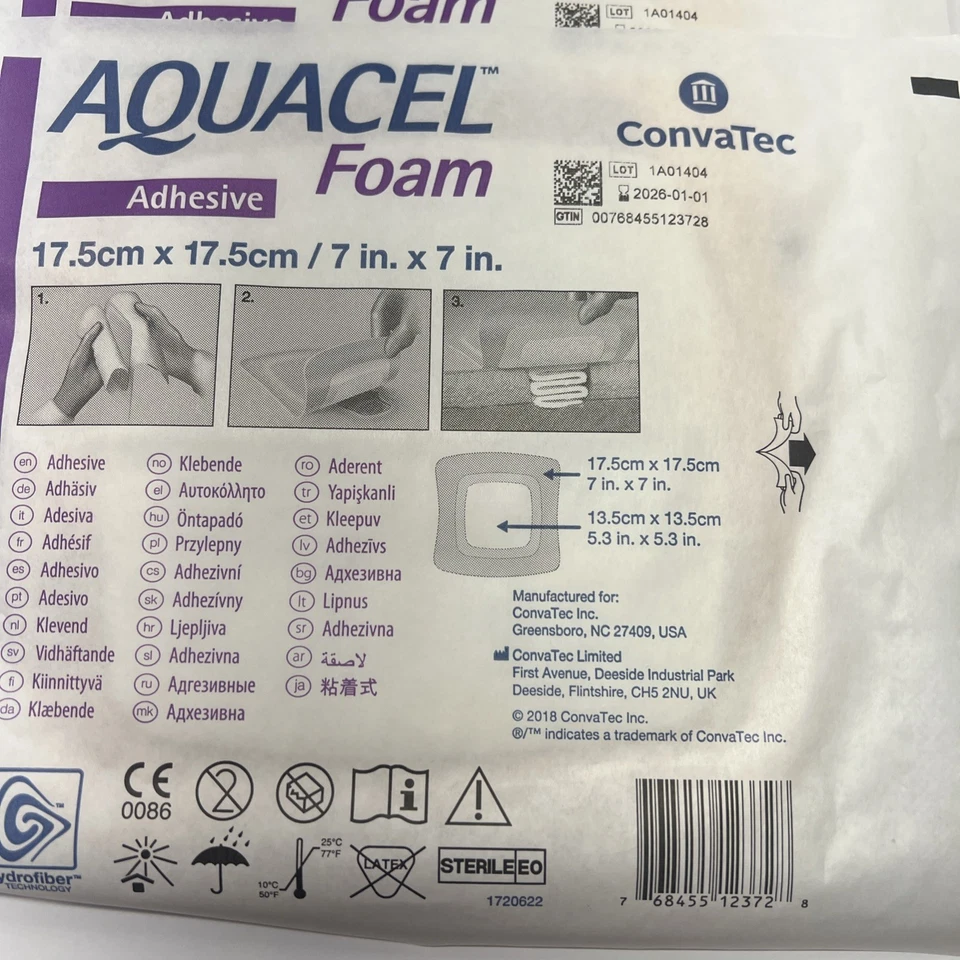 Adhesive
Foam
LOT 1A01404
AQUACEL™
Foam
Adhesive
ConvaTec
LOT 1A01404
2026-01-01
GTIN 00768455123728
17.5cm x 17.5cm / 7 in. x 7 in.
1.
2.
3.
en Adhesive
de Adhäsiv
it Adesiva
fr Adhésif
es Adhesivo
pt Adesivo
nl Klevend
sv Vidhäftande
fi Kiinnittyvä
da Klæbende
no Klebende
el Αυτοκόλλητο
hu Öntapadó
pl Przylepny
cs Adhezivní
sk Adhezívny
hr Ljepljiva
sl Adhezivna
ru Адгезивные
mk Адхезивна
ro Aderent
tr Yapişkanli
et Kleepuv
lv Adhezīvs
bg Адхезивна
lt Lipnus
sr Adhezivna
ar لاصقة
ja 粘着式
17.5cm x 17.5cm
7 in. x 7 in.
13.5cm x 13.5cm
5.3 in. x 5.3 in.
Manufactured for:
ConvaTec Inc.
Greensboro, NC 27409, USA
ConvaTec Limited
First Avenue, Deeside Industrial Park
Deeside, Flintshire, CH5 2NU, UK
© 2018 ConvaTec Inc.
®/™ indicates a trademark of ConvaTec Inc.
ydrofiber™
TECHNOLOGY
CE
0086
2
i
!
25°C
77°F
10°C
50°F
LATEX
STERILE EO
1720622
7 68455 12372 8